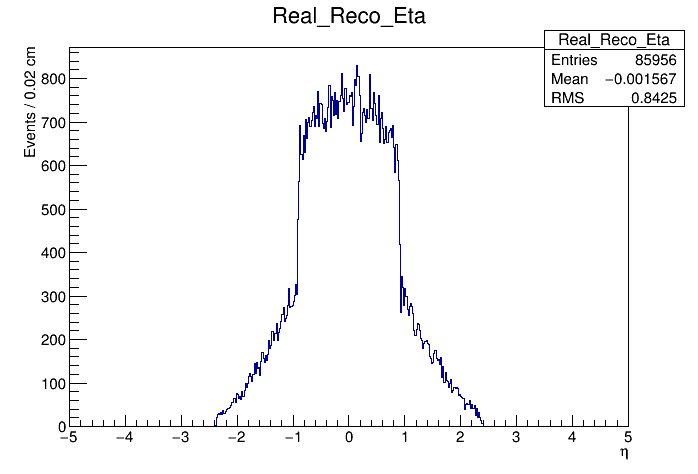 Real_Reco_Eta
Real_Reco_Eta
Entries 85956
Mean −0.001567
RMS 0.8425
Events / 0.02 cm
800
700
600
500
400
300
200
100
0
−5 −4 −3 −2 −1 0 1 2 3 4 5
η